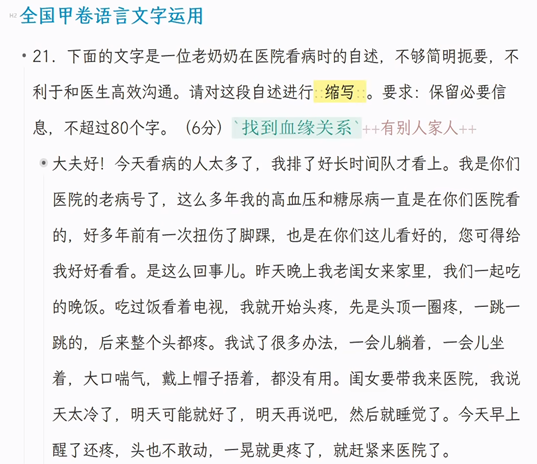 H2 全国甲卷语言文字运用
21．下面的文字是一位老奶奶在医院看病时的自述，不够简明扼要，不
利于和医生高效沟通。请对这段自述进行::缩写::。要求：保留必要信
息，不超过80个字。（6分）`找到血缘关系`++有别人家人++
大夫好！今天看病的人太多了，我排了好长时间队才看上。我是你们
医院的老病号了，这么多年我的高血压和糖尿病一直是在你们医院看
的，好多年前有一次扭伤了脚踝，也是在你们这儿看好的，您可得给
我好好看看。是这么回事儿。昨天晚上我老闺女来家里，我们一起吃
的晚饭。吃过饭看着电视，我就开始头疼，先是头顶一圈疼，一跳一
跳的，后来整个头都疼。我试了很多办法，一会儿躺着，一会儿坐
着，大口喘气，戴上帽子捂着，都没有用。闺女要带我来医院，我说
天太冷了，明天可能就好了，明天再说吧，然后就睡觉了。今天早上
醒了还疼，头也不敢动，一晃就更疼了，就赶紧来医院了。